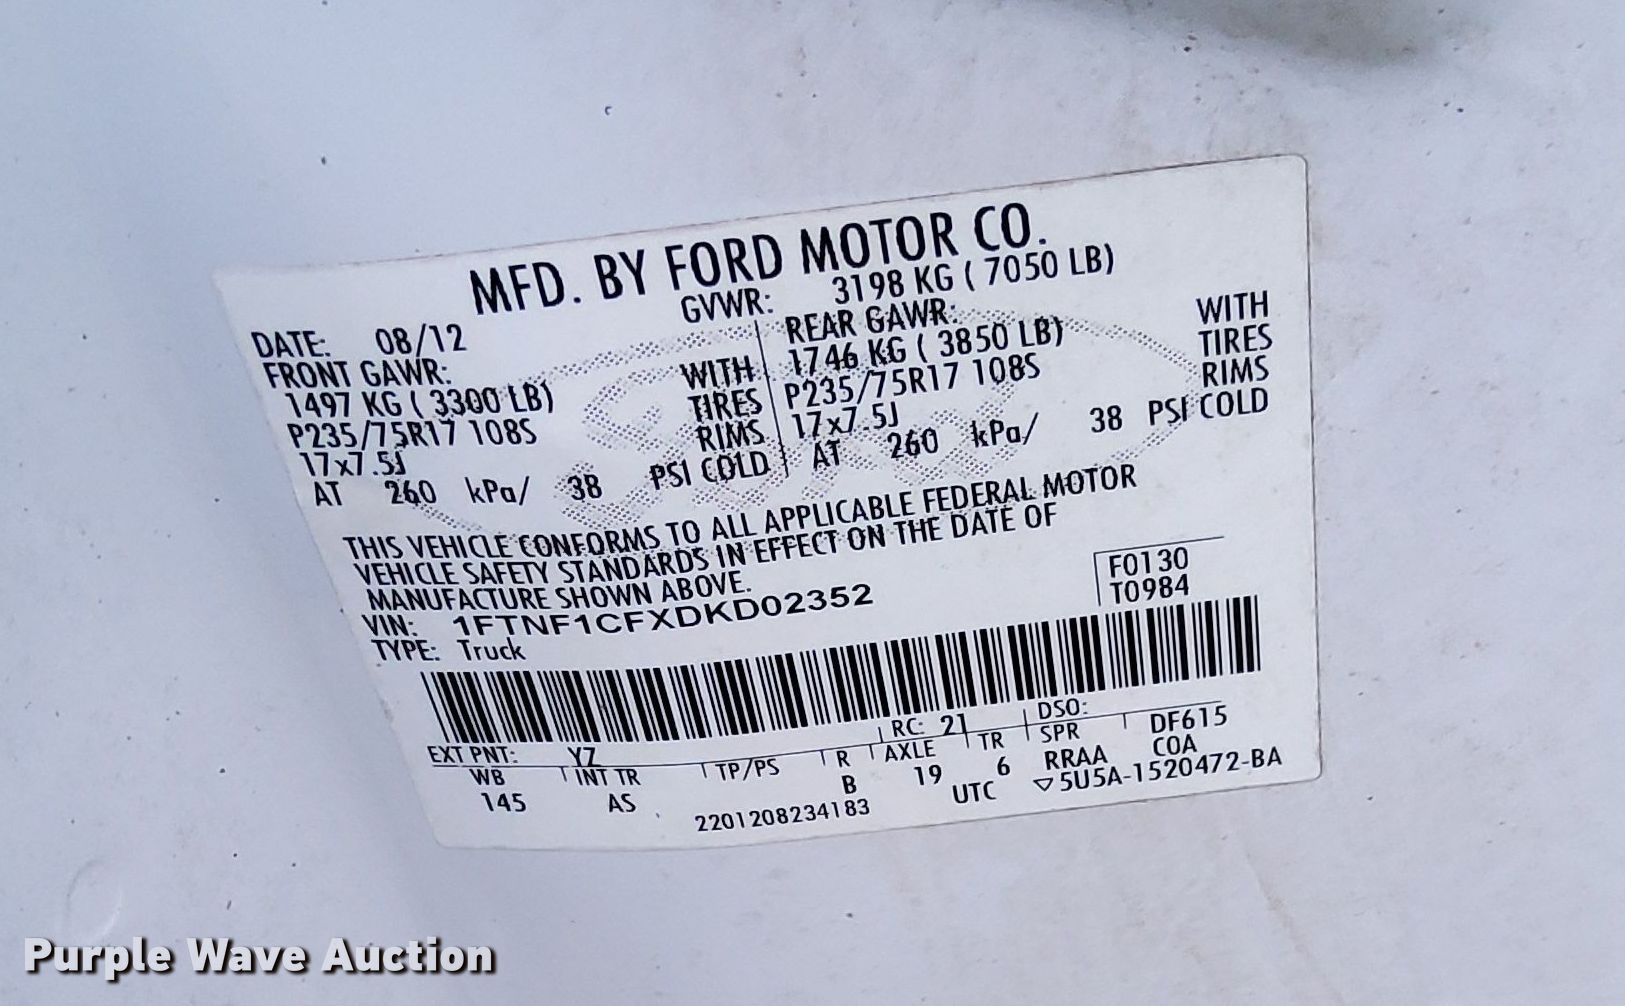 MFD. BY FORD MOTOR CO.
DATE: 08/12 GVWR: 3198 KG ( 7050 LB)
FRONT GAWR: REAR GAWR:
1497 KG ( 3300 LB) WITH 1746 KG ( 3850 LB) WITH
P235/75R17 108S TIRES P235/75R17 108S TIRES
17x7.5J RIMS 17x7.5J RIMS
AT 260 kPa/ 38 PSI COLD AT 260 kPa/ 38 PSI COLD
THIS VEHICLE CONFORMS TO ALL APPLICABLE FEDERAL MOTOR
VEHICLE SAFETY STANDARDS IN EFFECT ON THE DATE OF
MANUFACTURE SHOWN ABOVE.
F0130
T0984
VIN: 1FTNF1CFXDKD02352
TYPE: Truck
EXT PNT: YZ RC: 21 DSO:
WB INT TR TP/PS R AXLE TR SPR DF615
145 AS B 19 6 RRAA COA
2201208234183 UTC ▽5U5A-1520472-BA
Purple Wave Auction